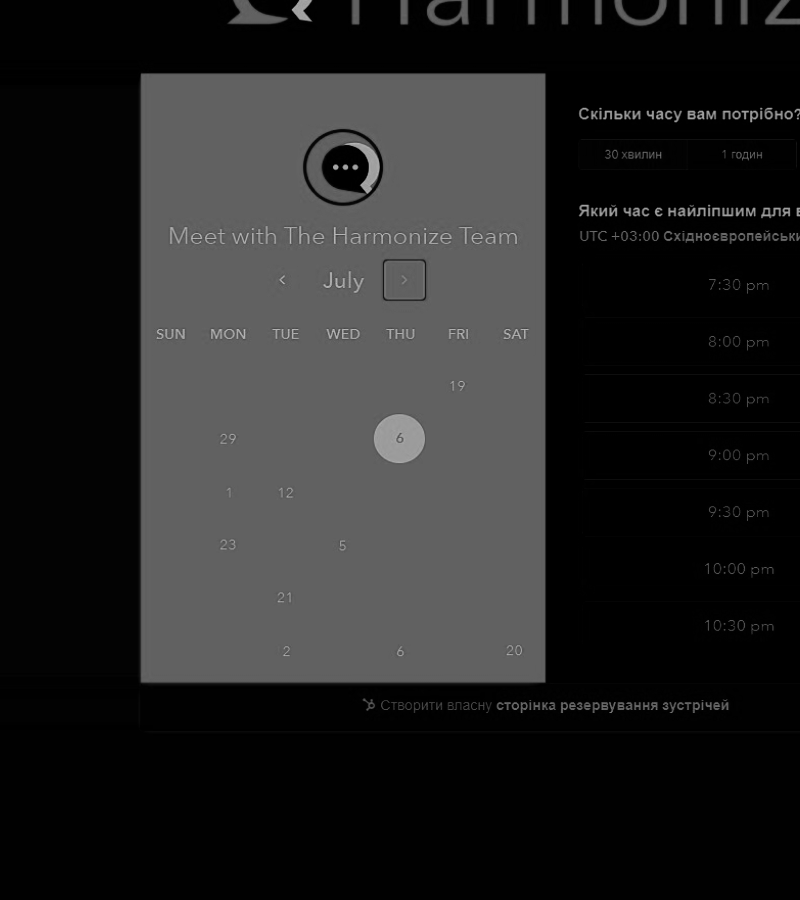 Harmoniz
Meet with The Harmonize Team
July
SUN MON TUE WED THU FRI SAT
19
29 6
1 12
23 5
21
2 6 20
Скільки часу вам потрібно?
30 хвилин 1 годин
Який час є найліпшим для в
UTC +03:00 Східноєвропейськи
7:30 pm
8:00 pm
8:30 pm
9:00 pm
9:30 pm
10:00 pm
10:30 pm
Створити власну сторінка резервування зустрічей